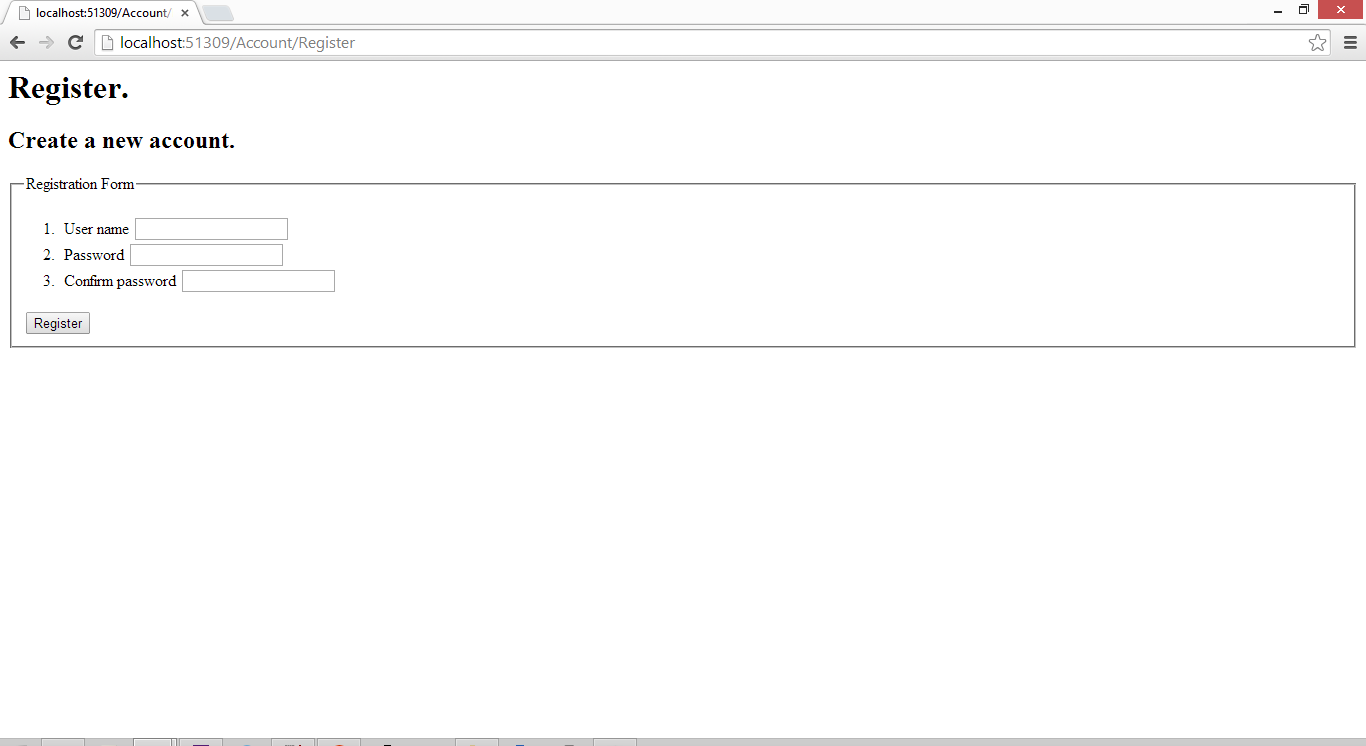 localhost:51309/Account/
localhost:51309/Account/Register
Register.
Create a new account.
Registration Form
1. User name
2. Password
3. Confirm password
Register